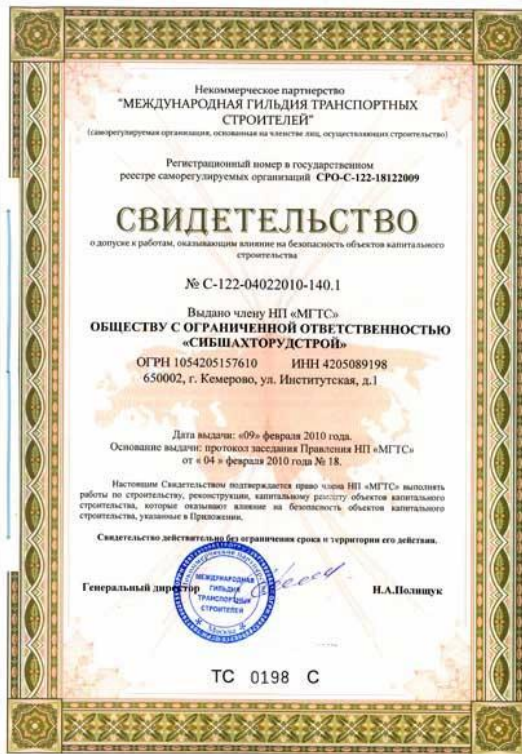 Некоммерческое партнерство
"МЕЖДУНАРОДНАЯ ГИЛЬДИЯ ТРАНСПОРТНЫХ
СТРОИТЕЛЕЙ"
(саморегулируемая организация, основанная на членстве лиц, осуществляющих строительство)
Регистрационный номер в государственном
реестре саморегулируемых организаций СРО-С-122-18122009
СВИДЕТЕЛЬСТВО
о допуске к работам, оказывающим влияние на безопасность объектов капитального
строительства
№ С-122-04022010-140.1
Выдано члену НП «МГТС»
ОБЩЕСТВУ С ОГРАНИЧЕННОЙ ОТВЕТСТВЕННОСТЬЮ
«СИБШАХТОРУДСТРОЙ»
ОГРН 1054205157610 ИНН 4205089198
650002, г. Кемерово, ул. Институтская, д.1
Дата выдачи: «09» февраля 2010 года.
Основание выдачи: протокол заседания Правления НП «МГТС»
от « 04 » февраля 2010 года № 18.
Настоящим Свидетельством подтверждается право члена НП «МГТС» выполнять
работы по строительству, реконструкции, капитальному ремонту объектов капитального
строительства, которые оказывают влияние на безопасность объектов капитального
строительства, указанные в Приложении.
Свидетельство действительно без ограничения срока и территории его действия.
Генеральный директор Н.А.Полищук
МЕЖДУНАРОДНАЯ
ГИЛЬДИЯ
ТРАНСПОРТНЫХ
СТРОИТЕЛЕЙ
Москва
ТС 0198 С